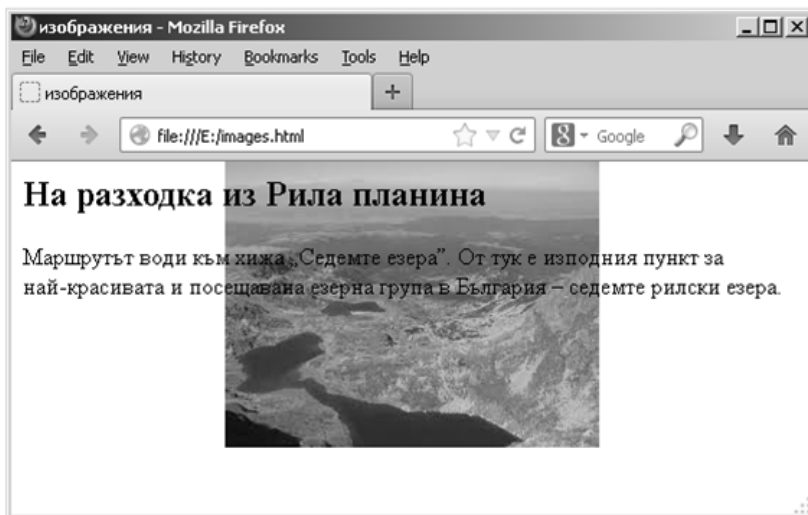 изображения - Mozilla Firefox
File Edit View History Bookmarks Tools Help
изображения +
file:///E:/images.html 8 Google
На разходка из Рила планина
Маршрутът води към хижа „Седемте езера”. От тук е изподния пункт за
най-красивата и посещавана езерна група в България – седемте рилски езера.